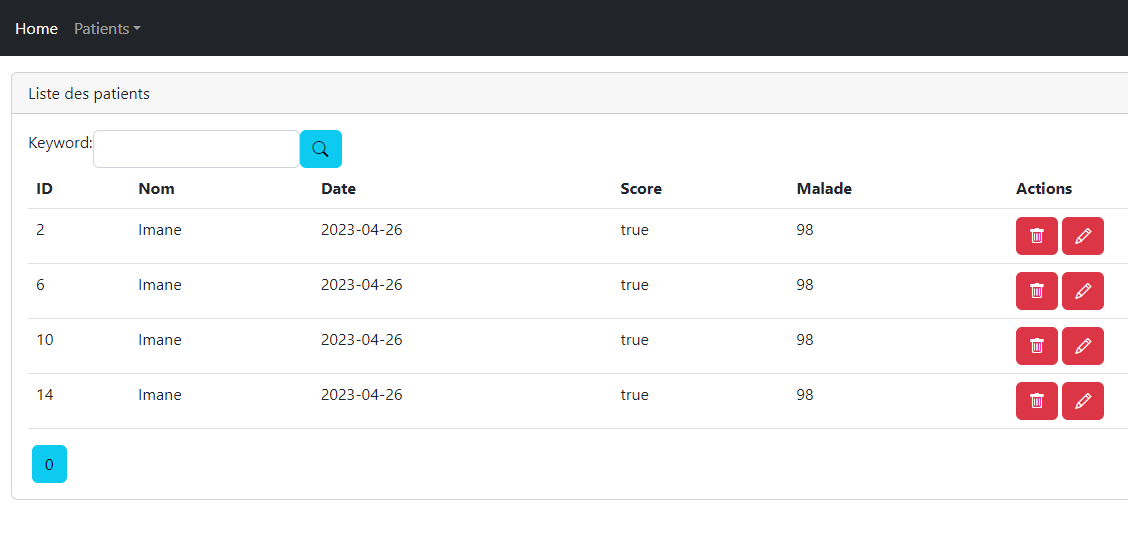 Home Patients
Liste des patients
Keyword:
ID Nom Date Score Malade Actions
2 Imane 2023-04-26 true 98
6 Imane 2023-04-26 true 98
10 Imane 2023-04-26 true 98
14 Imane 2023-04-26 true 98
0